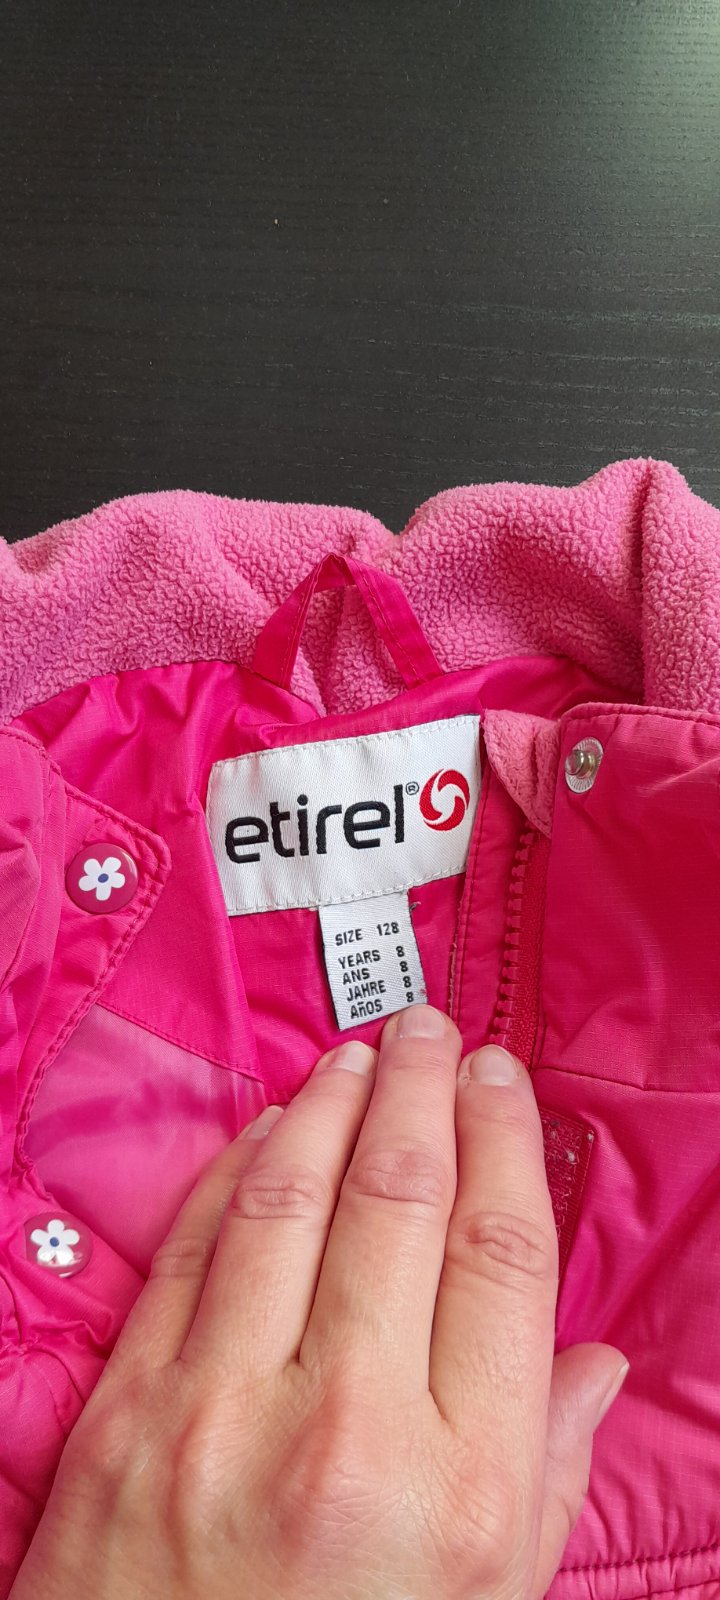 etirel®
SIZE 128
YEARS 8
ANS 8
JAHRE 8
AñOS 8